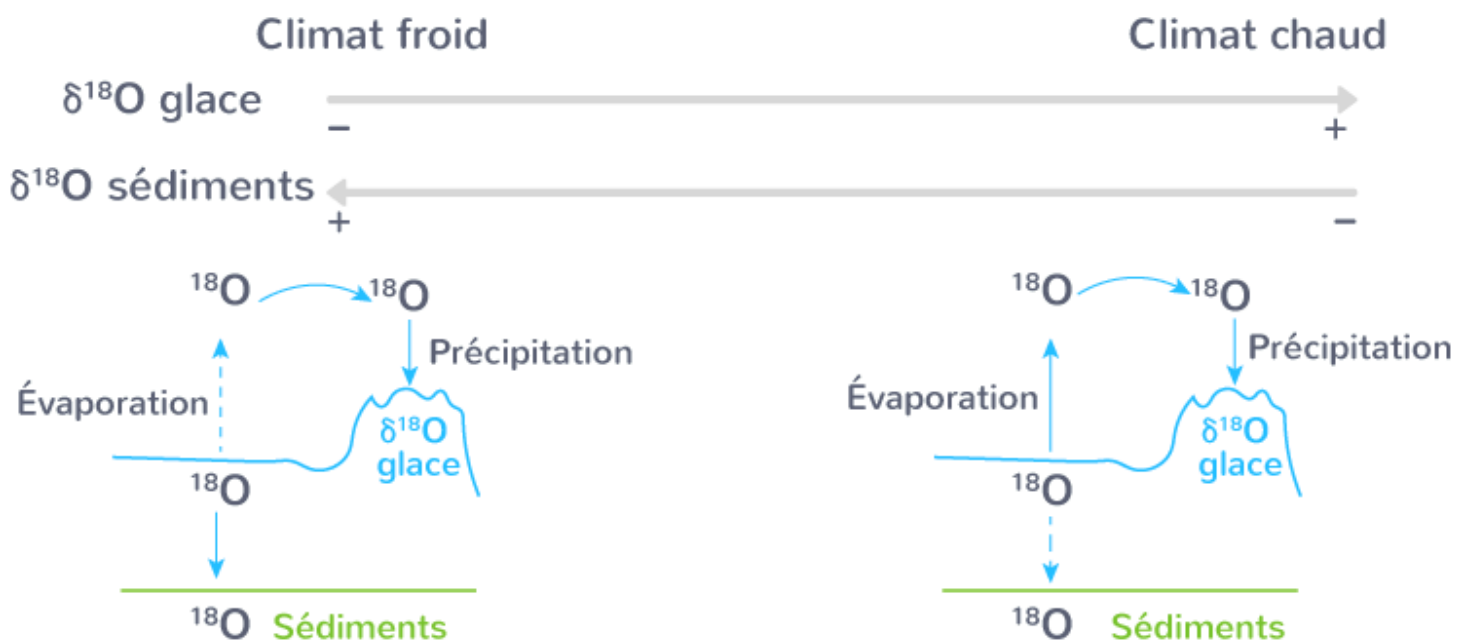 Climat froid
Climat chaud
δ¹⁸O glace
−
+
δ¹⁸O sédiments
+
−
¹⁸O
¹⁸O
Précipitation
Évaporation
δ¹⁸O
glace
¹⁸O
¹⁸O
Sédiments
¹⁸O
¹⁸O
Précipitation
Évaporation
δ¹⁸O
glace
¹⁸O
¹⁸O
Sédiments